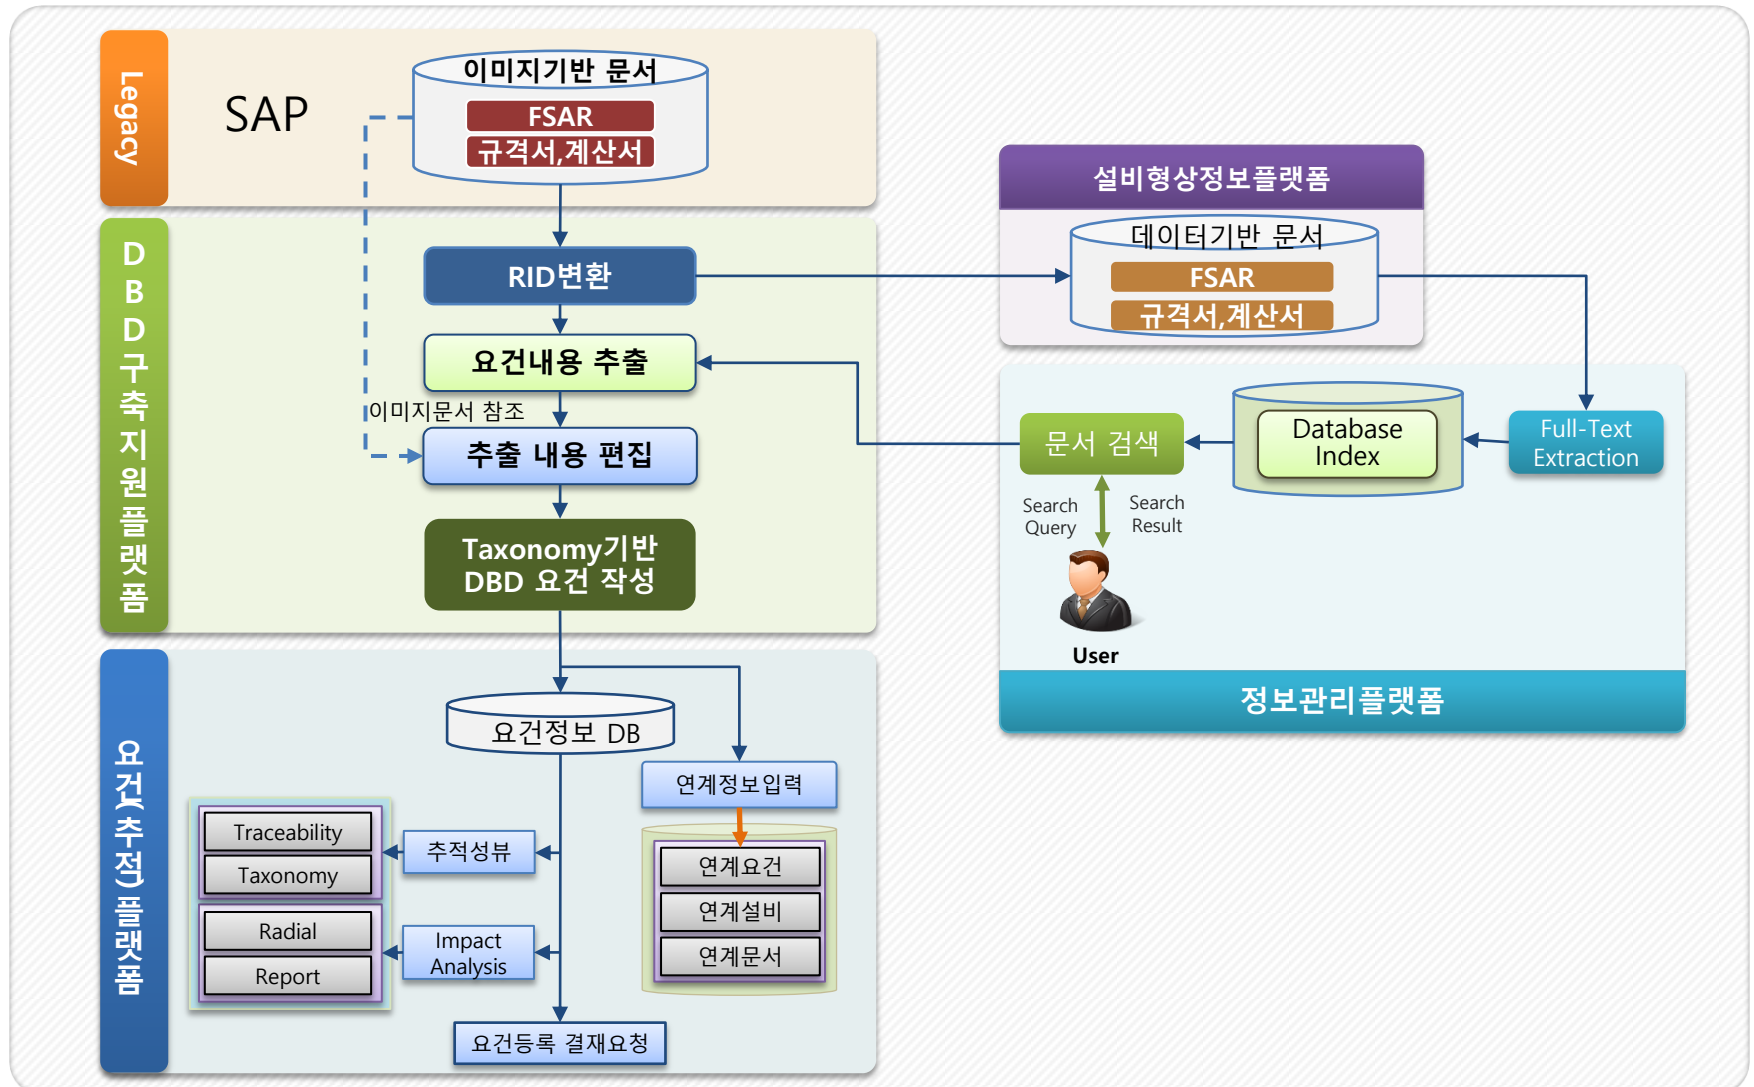 Legacy
SAP
이미지기반 문서
FSAR
규격서,계산서
DBD구축지원플랫폼
RID변환
요건내용 추출
이미지문서 참조
추출 내용 편집
Taxonomy기반
DBD 요건 작성
설비형상정보플랫폼
데이터기반 문서
FSAR
규격서,계산서
Full-Text
Extraction
Database
Index
문서 검색
Search
Query
Search
Result
User
정보관리플랫폼
요건(추적)플랫폼
요건정보 DB
연계정보입력
연계요건
연계설비
연계문서
추적성뷰
Traceability
Taxonomy
Impact
Analysis
Radial
Report
요건등록 결재요청